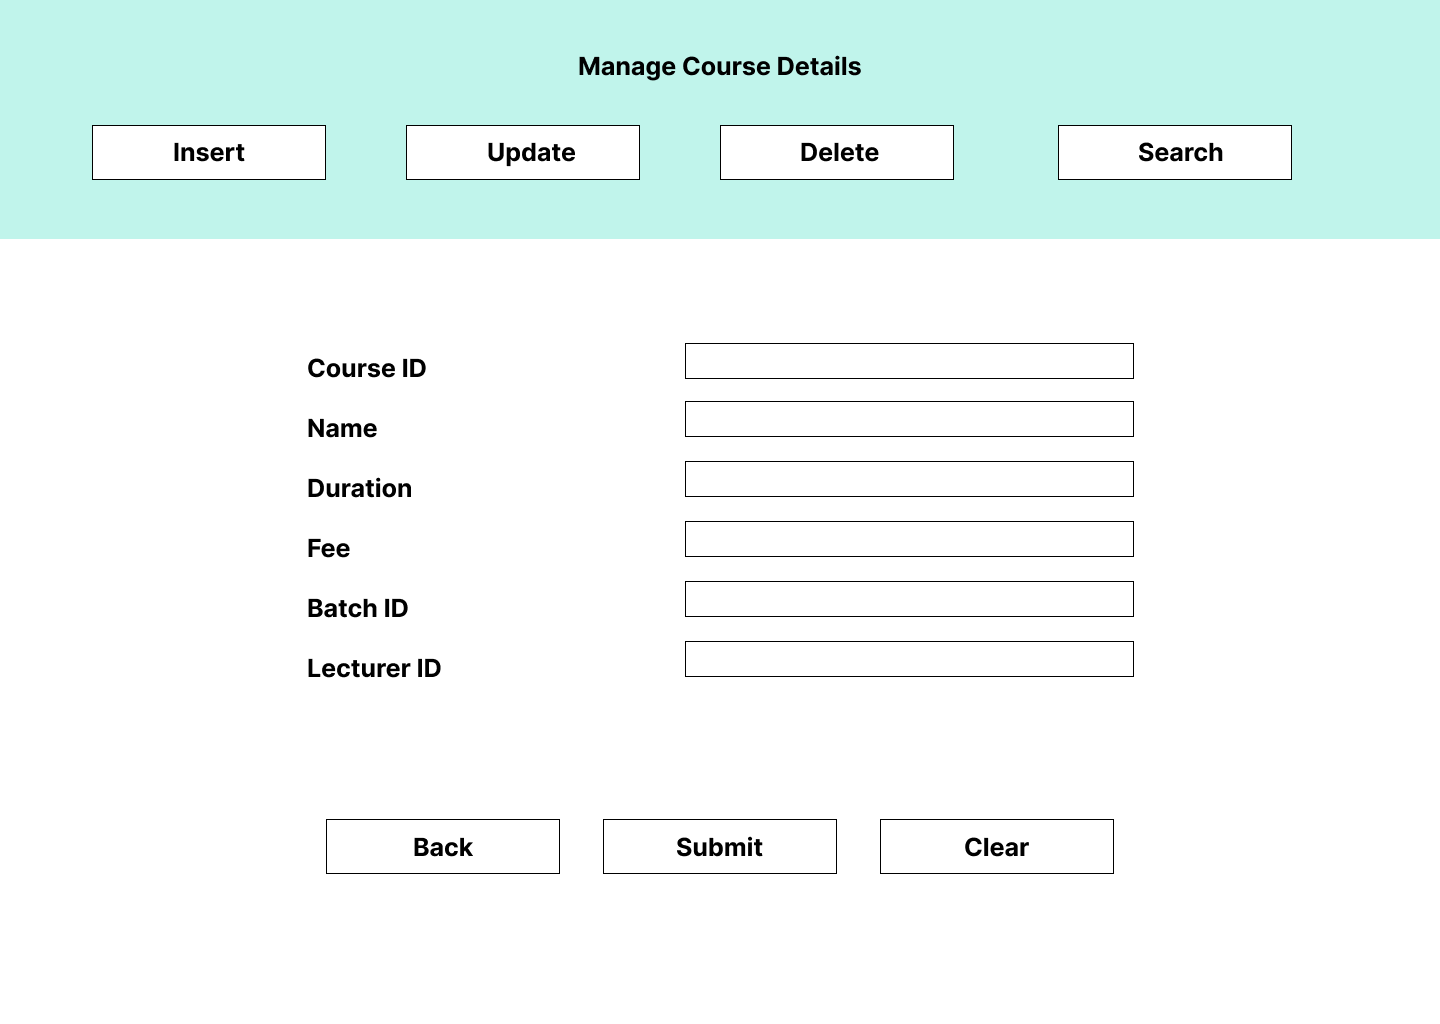 Manage Course Details
Insert Update Delete Search
Course ID
Name
Duration
Fee
Batch ID
Lecturer ID
Back Submit Clear